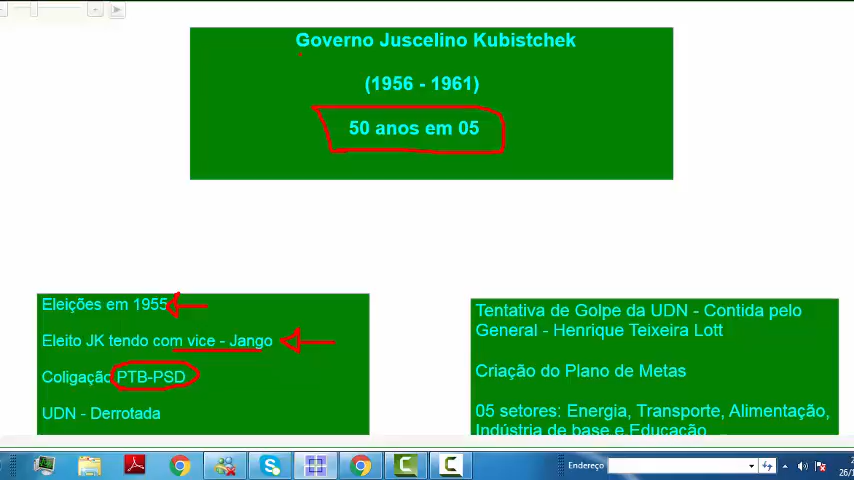 Governo Juscelino Kubistchek
(1956 - 1961)
50 anos em 05
Eleições em 1955
Eleito JK tendo com vice - Jango
Coligação PTB-PSD
UDN - Derrotada
Tentativa de Golpe da UDN - Contida pelo
General - Henrique Teixeira Lott
Criação do Plano de Metas
05 setores: Energia, Transporte, Alimentação,
Indústria de base e Educação
Endereço